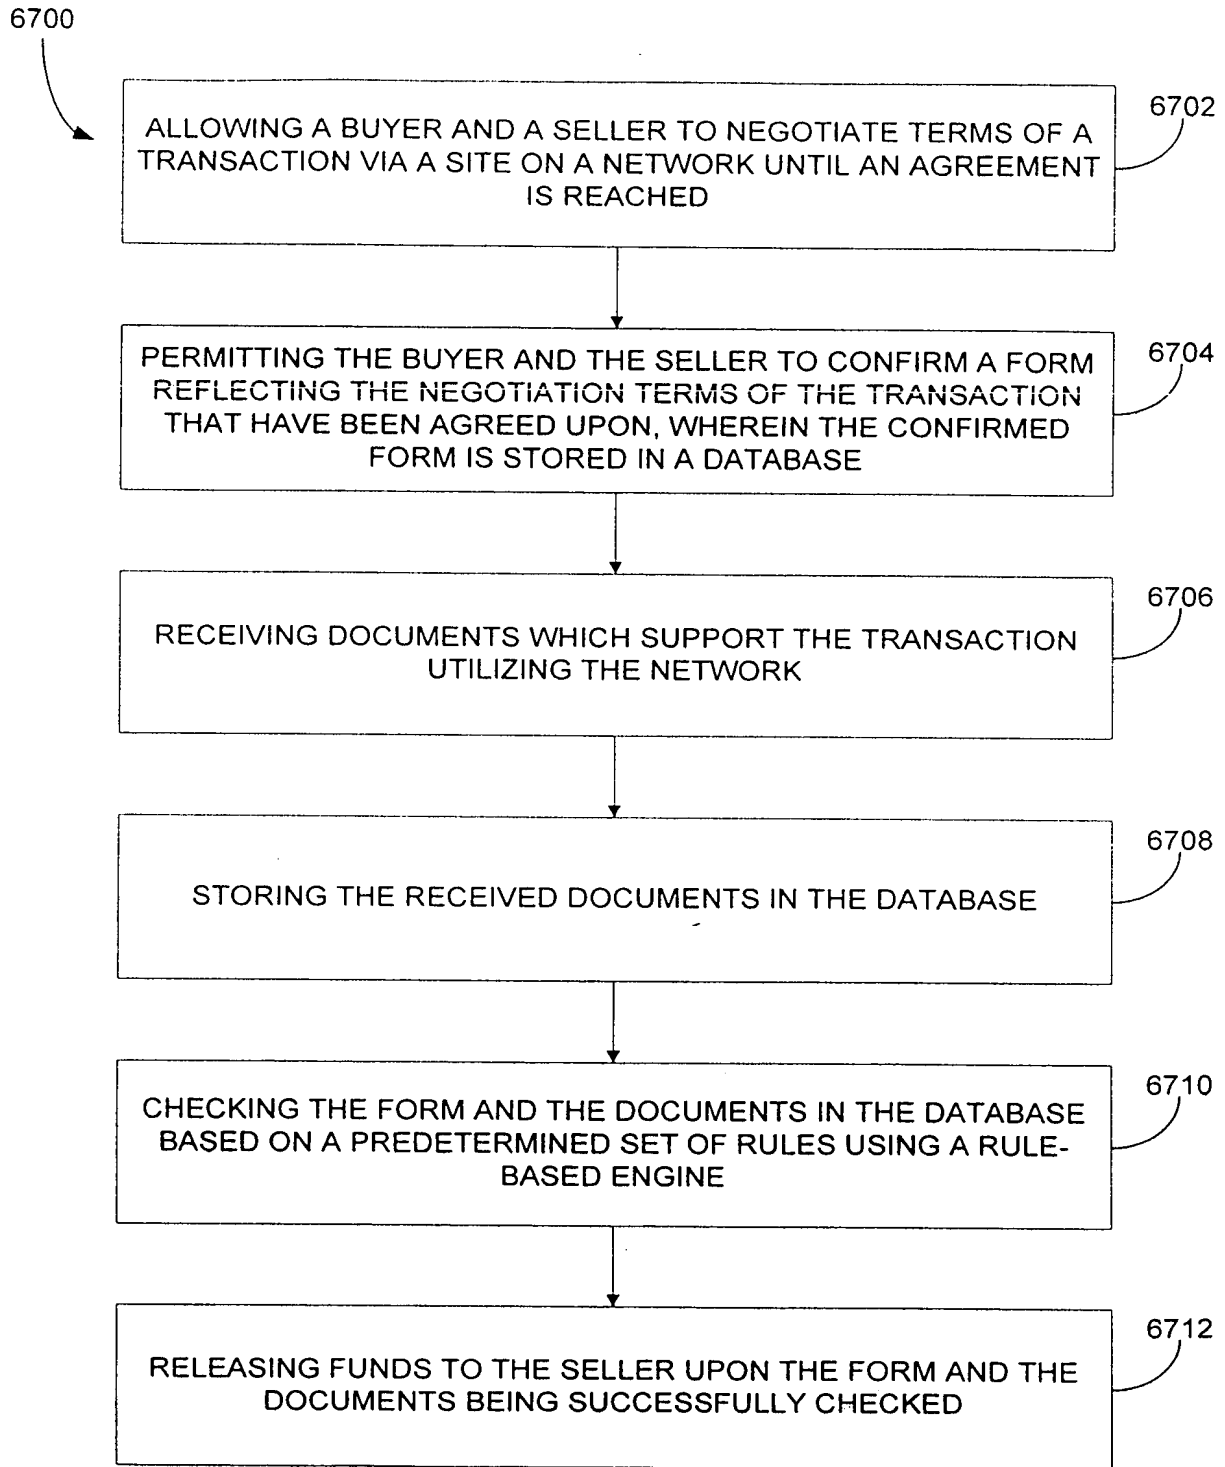 6700
6702
ALLOWING A BUYER AND A SELLER TO NEGOTIATE TERMS OF A
TRANSACTION VIA A SITE ON A NETWORK UNTIL AN AGREEMENT
IS REACHED
6704
PERMITTING THE BUYER AND THE SELLER TO CONFIRM A FORM
REFLECTING THE NEGOTIATION TERMS OF THE TRANSACTION
THAT HAVE BEEN AGREED UPON, WHEREIN THE CONFIRMED
FORM IS STORED IN A DATABASE
6706
RECEIVING DOCUMENTS WHICH SUPPORT THE TRANSACTION
UTILIZING THE NETWORK
6708
STORING THE RECEIVED DOCUMENTS IN THE DATABASE
6710
CHECKING THE FORM AND THE DOCUMENTS IN THE DATABASE
BASED ON A PREDETERMINED SET OF RULES USING A RULE-
BASED ENGINE
6712
RELEASING FUNDS TO THE SELLER UPON THE FORM AND THE
DOCUMENTS BEING SUCCESSFULLY CHECKED